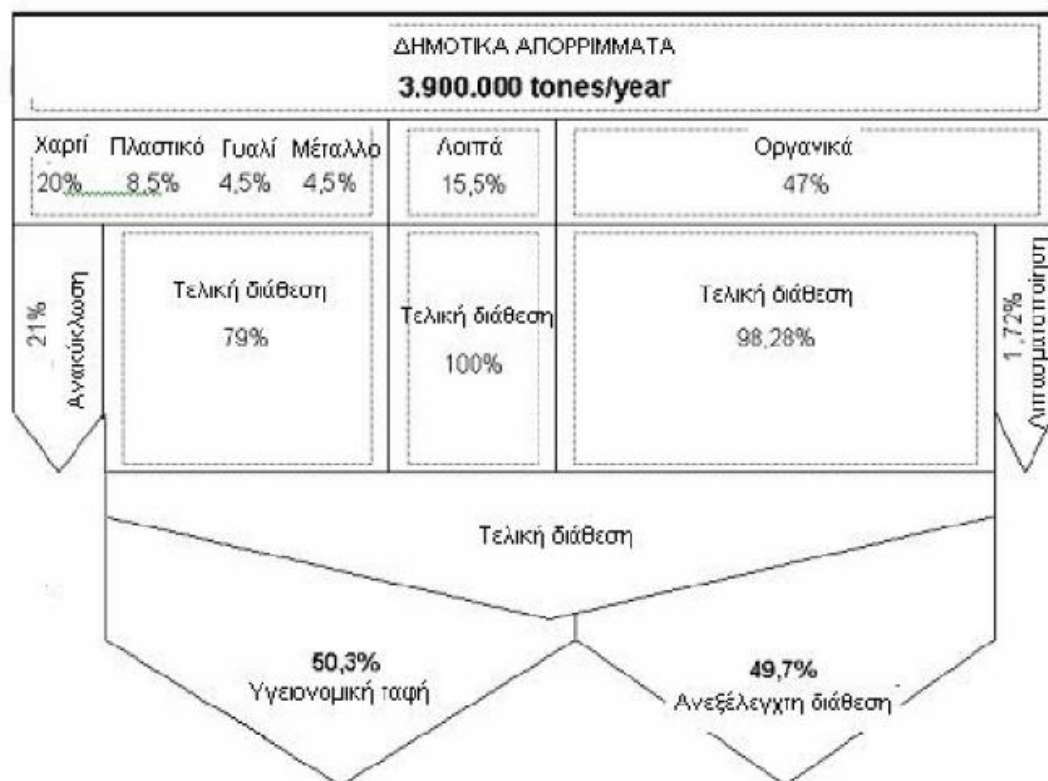 ΔΗΜΟΤΙΚΑ ΑΠΟΡΡΙΜΜΑΤΑ
3.900.000 tones/year
Χαρτί Πλαστικό Γυαλί Μέταλλο
20% 8,5% 4,5% 4,5%
Λοιπά
15,5%
Οργανικά
47%
21%
Ανακύκλωση
Τελική διάθεση
79%
Τελική διάθεση
100%
Τελική διάθεση
98,28%
1,72%
Λιπασματοποίηση
Τελική διάθεση
50,3%
Υγειονομική ταφή
49,7%
Ανεξέλεγχτη διάθεση